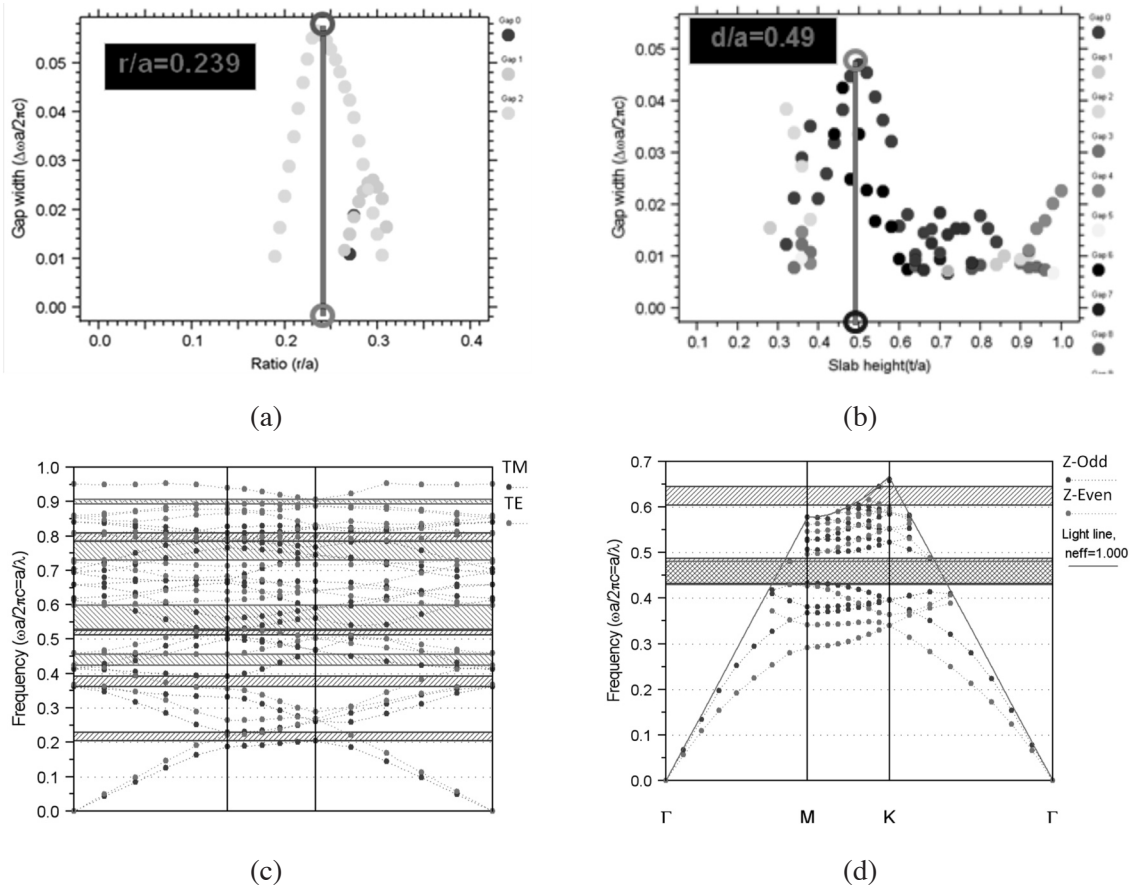 r/a=0.239
Gap width (Δωa/2πc)
0.05
0.04
0.03
0.02
0.01
0.00
0.0 0.1 0.2 0.3 0.4
Ratio (r/a)
Gap 0
Gap 1
Gap 2
(a)
d/a=0.49
Gap width (Δωa/2πc)
0.05
0.04
0.03
0.02
0.01
0.00
0.1 0.2 0.3 0.4 0.5 0.6 0.7 0.8 0.9 1.0
Slab height(t/a)
Gap 0
Gap 1
Gap 2
Gap 3
Gap 4
Gap 5
Gap 6
Gap 7
Gap 8
(b)
Frequency (ωa/2πc=a/λ)
1.0
0.9
0.8
0.7
0.6
0.5
0.4
0.3
0.2
0.1
0.0
TM
TE
(c)
Frequency (ωa/2πc=a/λ)
0.7
0.6
0.5
0.4
0.3
0.2
0.1
0.0
Γ M K Γ
Z-Odd
Z-Even
Light line,
neff=1.000
(d)